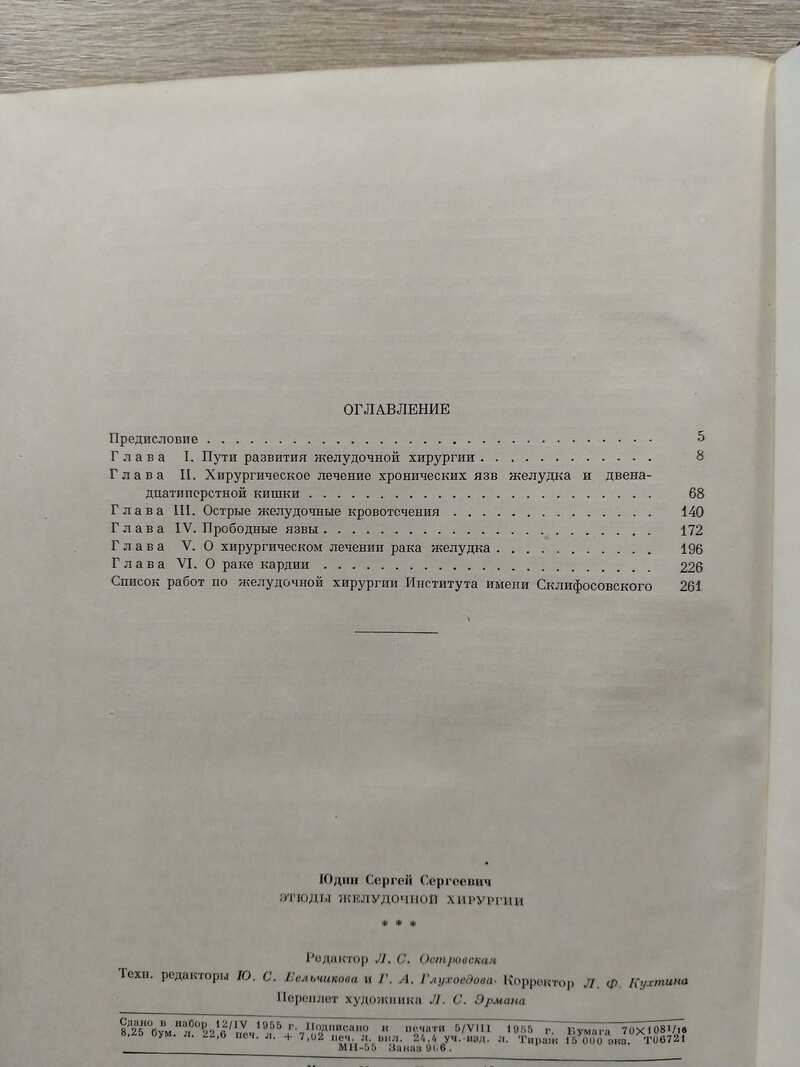 ОГЛАВЛЕНИЕ
Предисловие . . . . . . . . . . . . . . . . . . . . . . . . . . . . . . . 5
Глава I. Пути развития желудочной хирургии . . . . . . . . . . . . 8
Глава II. Хирургическое лечение хронических язв желудка и двена-
дцатиперстной кишки . . . . . . . . . . . . . . . . . . . . . . . . 68
Глава III. Острые желудочные кровотечения . . . . . . . . . . . . . . 140
Глава IV. Прободные язвы . . . . . . . . . . . . . . . . . . . . . . . 172
Глава V. О хирургическом лечении рака желудка . . . . . . . . . . . 196
Глава VI. О раке кардии . . . . . . . . . . . . . . . . . . . . . . . 226
Список работ по желудочной хирургии Института имени Склифосовского 261
Юдин Сергей Сергеевич
ЭТЮДЫ ЖЕЛУДОЧНОЙ ХИРУРГИИ
* * *
Редактор Л. С. Островская
Техн. редакторы Ю. С. Бельчикова и Г. А. Глухоедова. Корректор Л. Ф. Кухтина
Переплет художника Л. С. Эрмана
Сдано в набор 12/IV 1955 г. Подписано к печати 5/VIII 1955 г. Бумага 70X108¹/₁₆
8,25 бум. л. 22,6 печ. л. + 7,02 печ. л. вкл. 24,4 уч.-изд. л. Тираж 15 000 экз. Т06721
МН-55 Заказ 906.